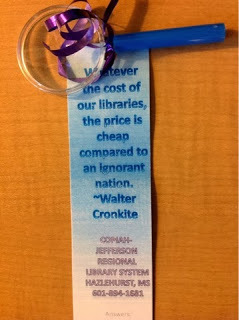 Whatever
the cost of
our libraries,
the price is
cheap
compared to
an ignorant
nation.
~Walter
Cronkite
COPIAH-
JEFFERSON
REGIONAL
LIBRARY SYSTEM
HAZLEHURST, MS
601-894-1681